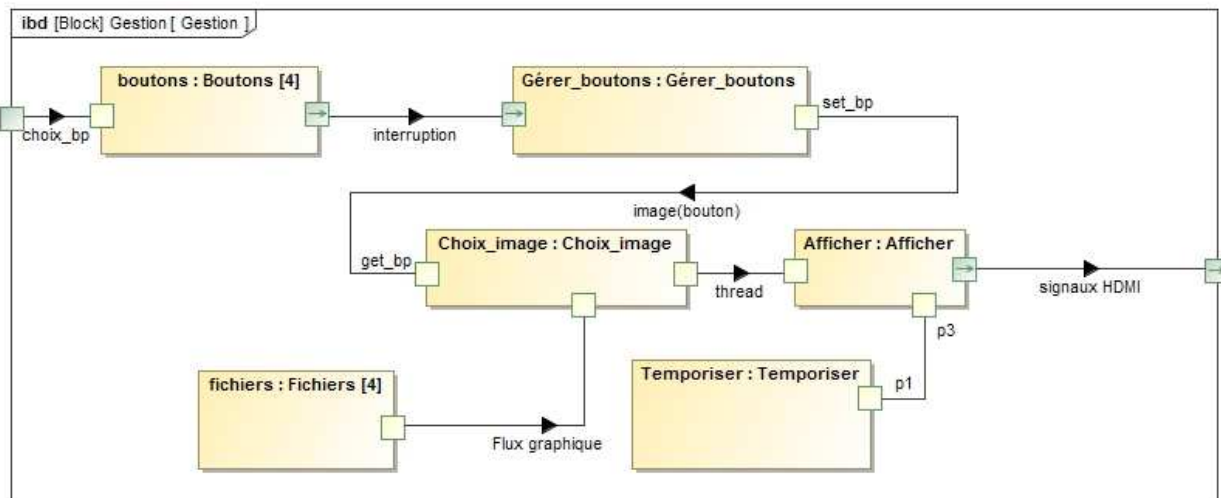 ibd [Block] Gestion [ Gestion ]
boutons : Boutons [4]
Gérer_boutons : Gérer_boutons
choix_bp
interruption
set_bp
image(bouton)
get_bp
Choix_image : Choix_image
Afficher : Afficher
thread
signaux HDMI
p3
fichiers : Fichiers [4]
Temporiser : Temporiser
p1
Flux graphique